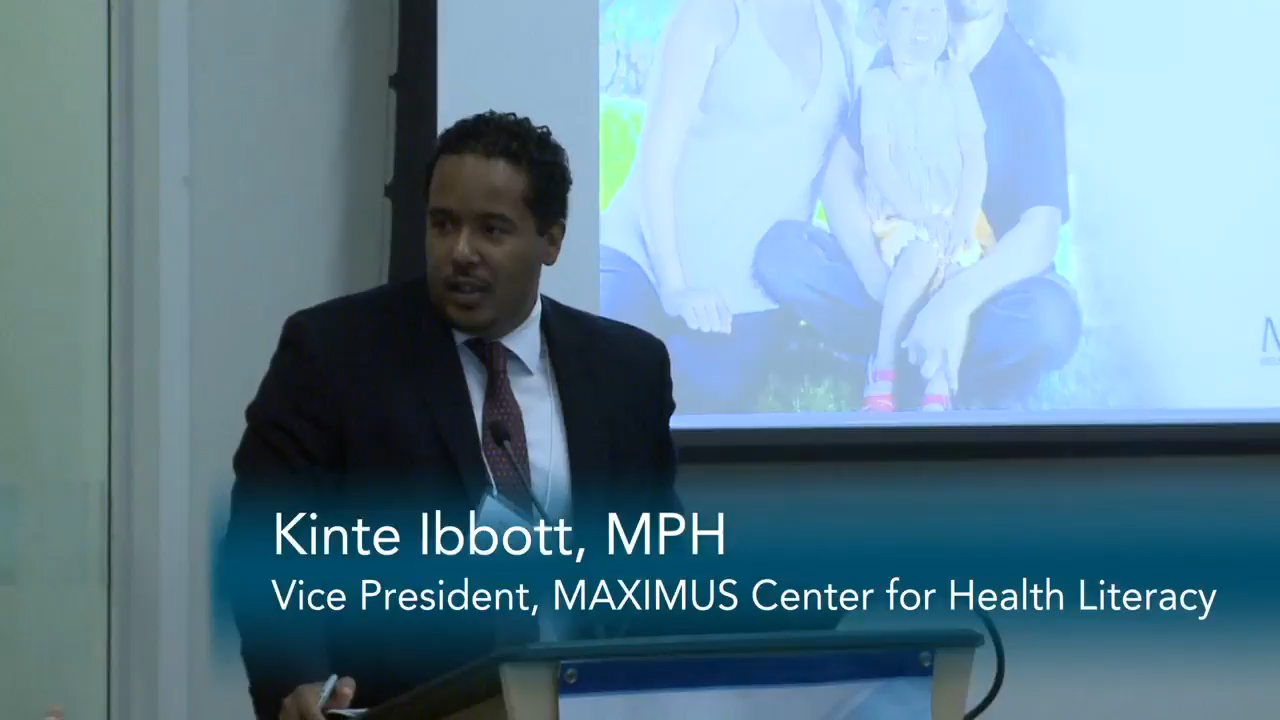 Kinte Ibbott, MPH
Vice President, MAXIMUS Center for Health Literacy